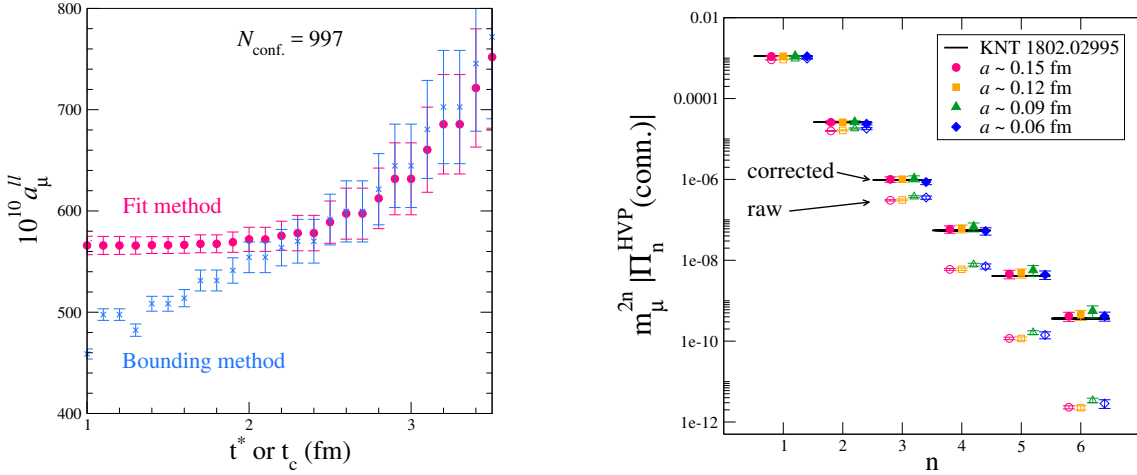 800
700
600
500
400
10¹⁰ a_μ^{ll}
N_conf. = 997
Fit method
Bounding method
1
2
3
t* or t_c (fm)
0.01
0.0001
1e-06
1e-08
1e-10
1e-12
m_μ^{2n} |Π_n^{HVP}(conn.)|
KNT 1802.02995
a ~ 0.15 fm
a ~ 0.12 fm
a ~ 0.09 fm
a ~ 0.06 fm
corrected
raw
1
2
3
4
5
6
n